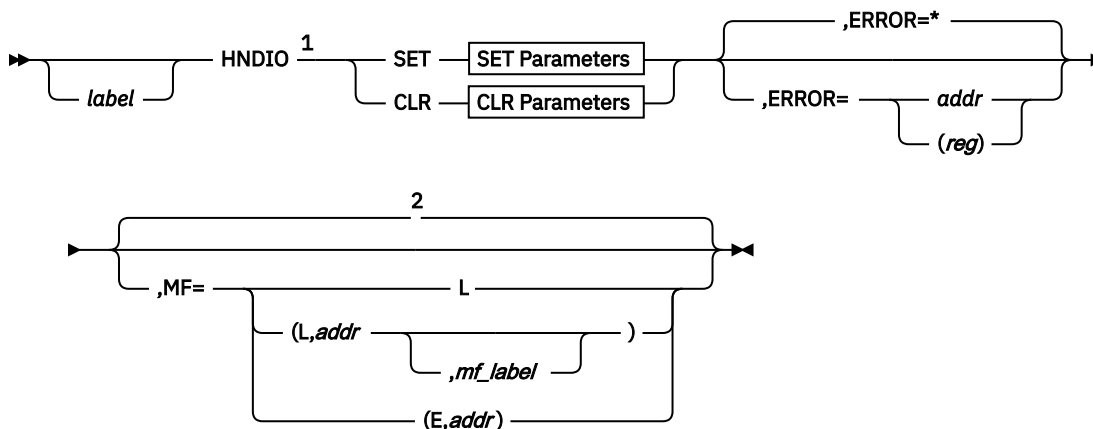 ,ERROR=*
label HNDIO 1 SET SET Parameters
CLR CLR Parameters ,ERROR= addr
(reg)
2
,MF= L
(L,addr ,mf_label )
(E,addr)